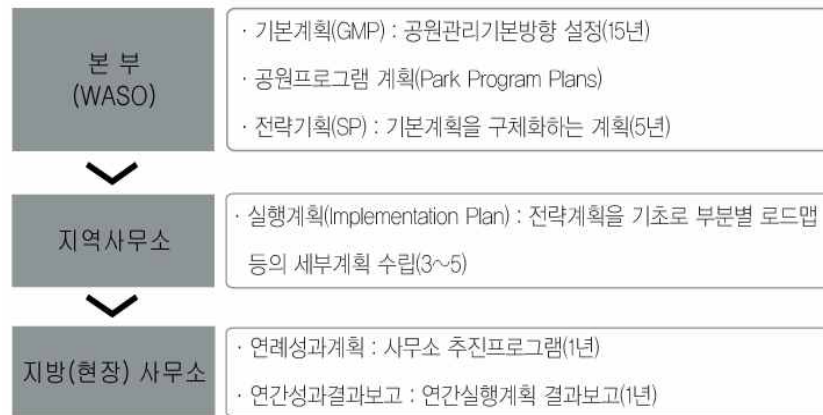 본 부
(WASO)
· 기본계획(GMP) : 공원관리기본방향 설정(15년)
· 공원프로그램 계획(Park Program Plans)
· 전략기획(SP) : 기본계획을 구체화하는 계획(5년)
지역사무소
· 실행계획(Implementation Plan) : 전략계획을 기초로 부분별 로드맵
등의 세부계획 수립(3~5)
지방(현장) 사무소
· 연례성과계획 : 사무소 추진프로그램(1년)
· 연간성과결과보고 : 연간실행계획 결과보고(1년)